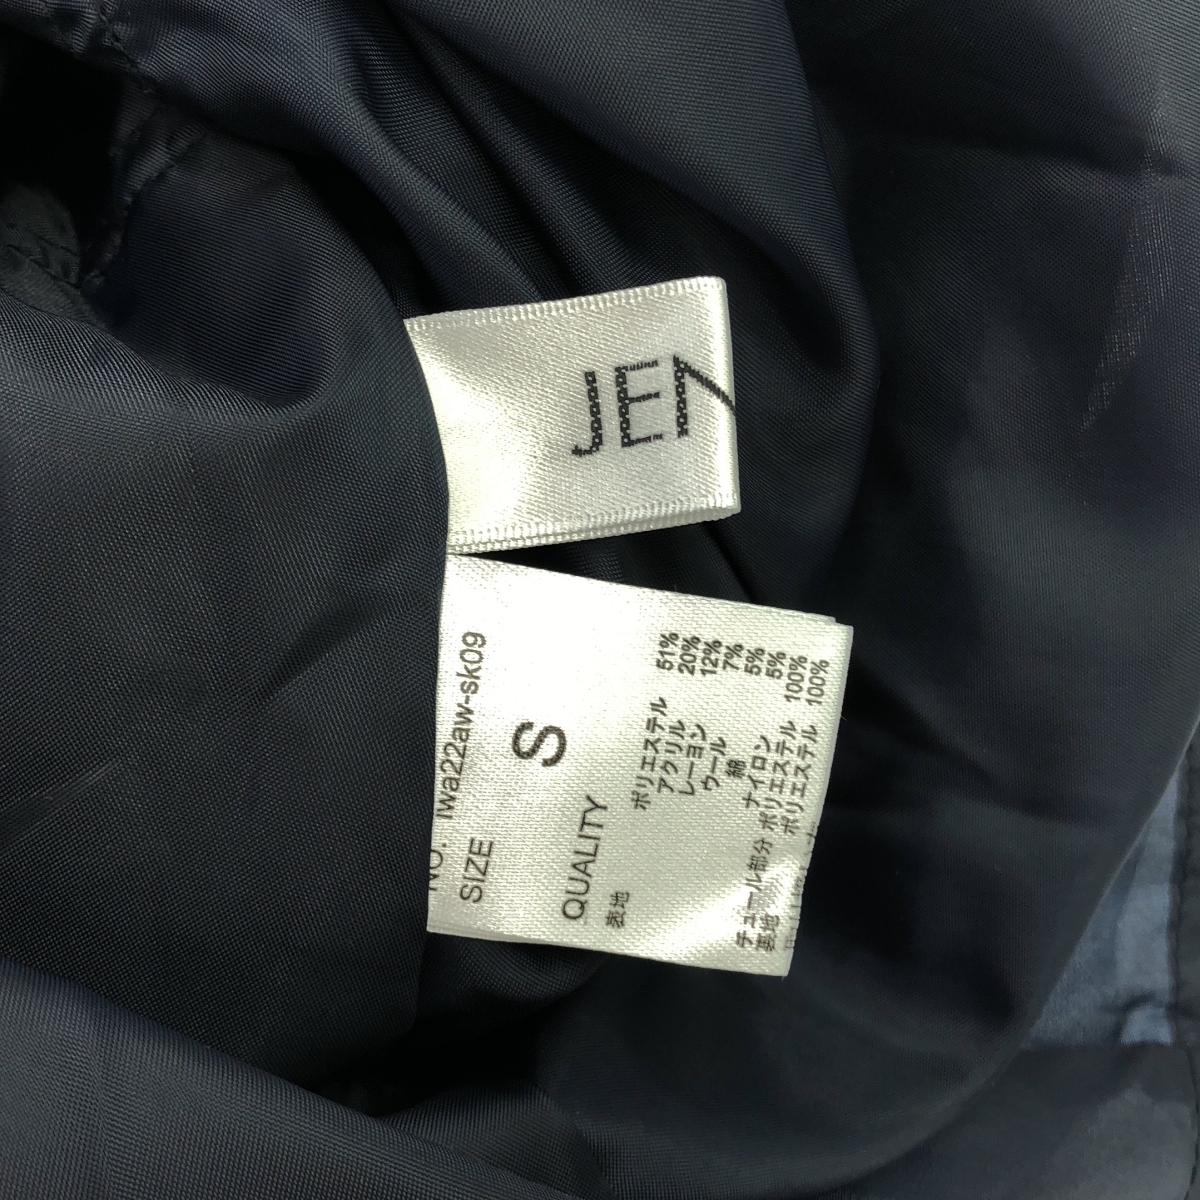 JEN
NO. iwa22aw-sk09
SIZE S
QUALITY
表地 ポリエステル 51%
アクリル 20%
レーヨン 12%
ウール 7%
綿 5%
ナイロン 5%
チュール部分 ポリエステル 100%
裏地 ポリエステル 100%